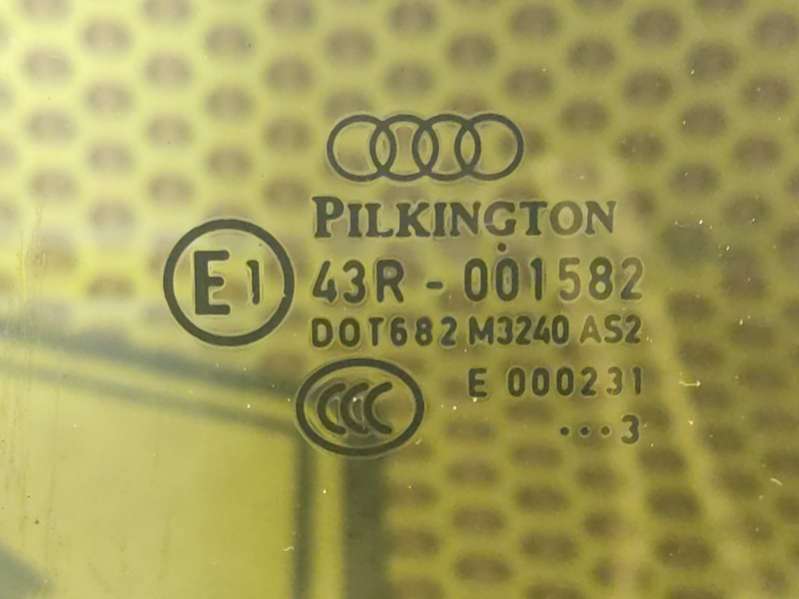 PILKINGTON
E1
43R - 001582
DOT682 M3240 AS2
CCC
E 000231
...3